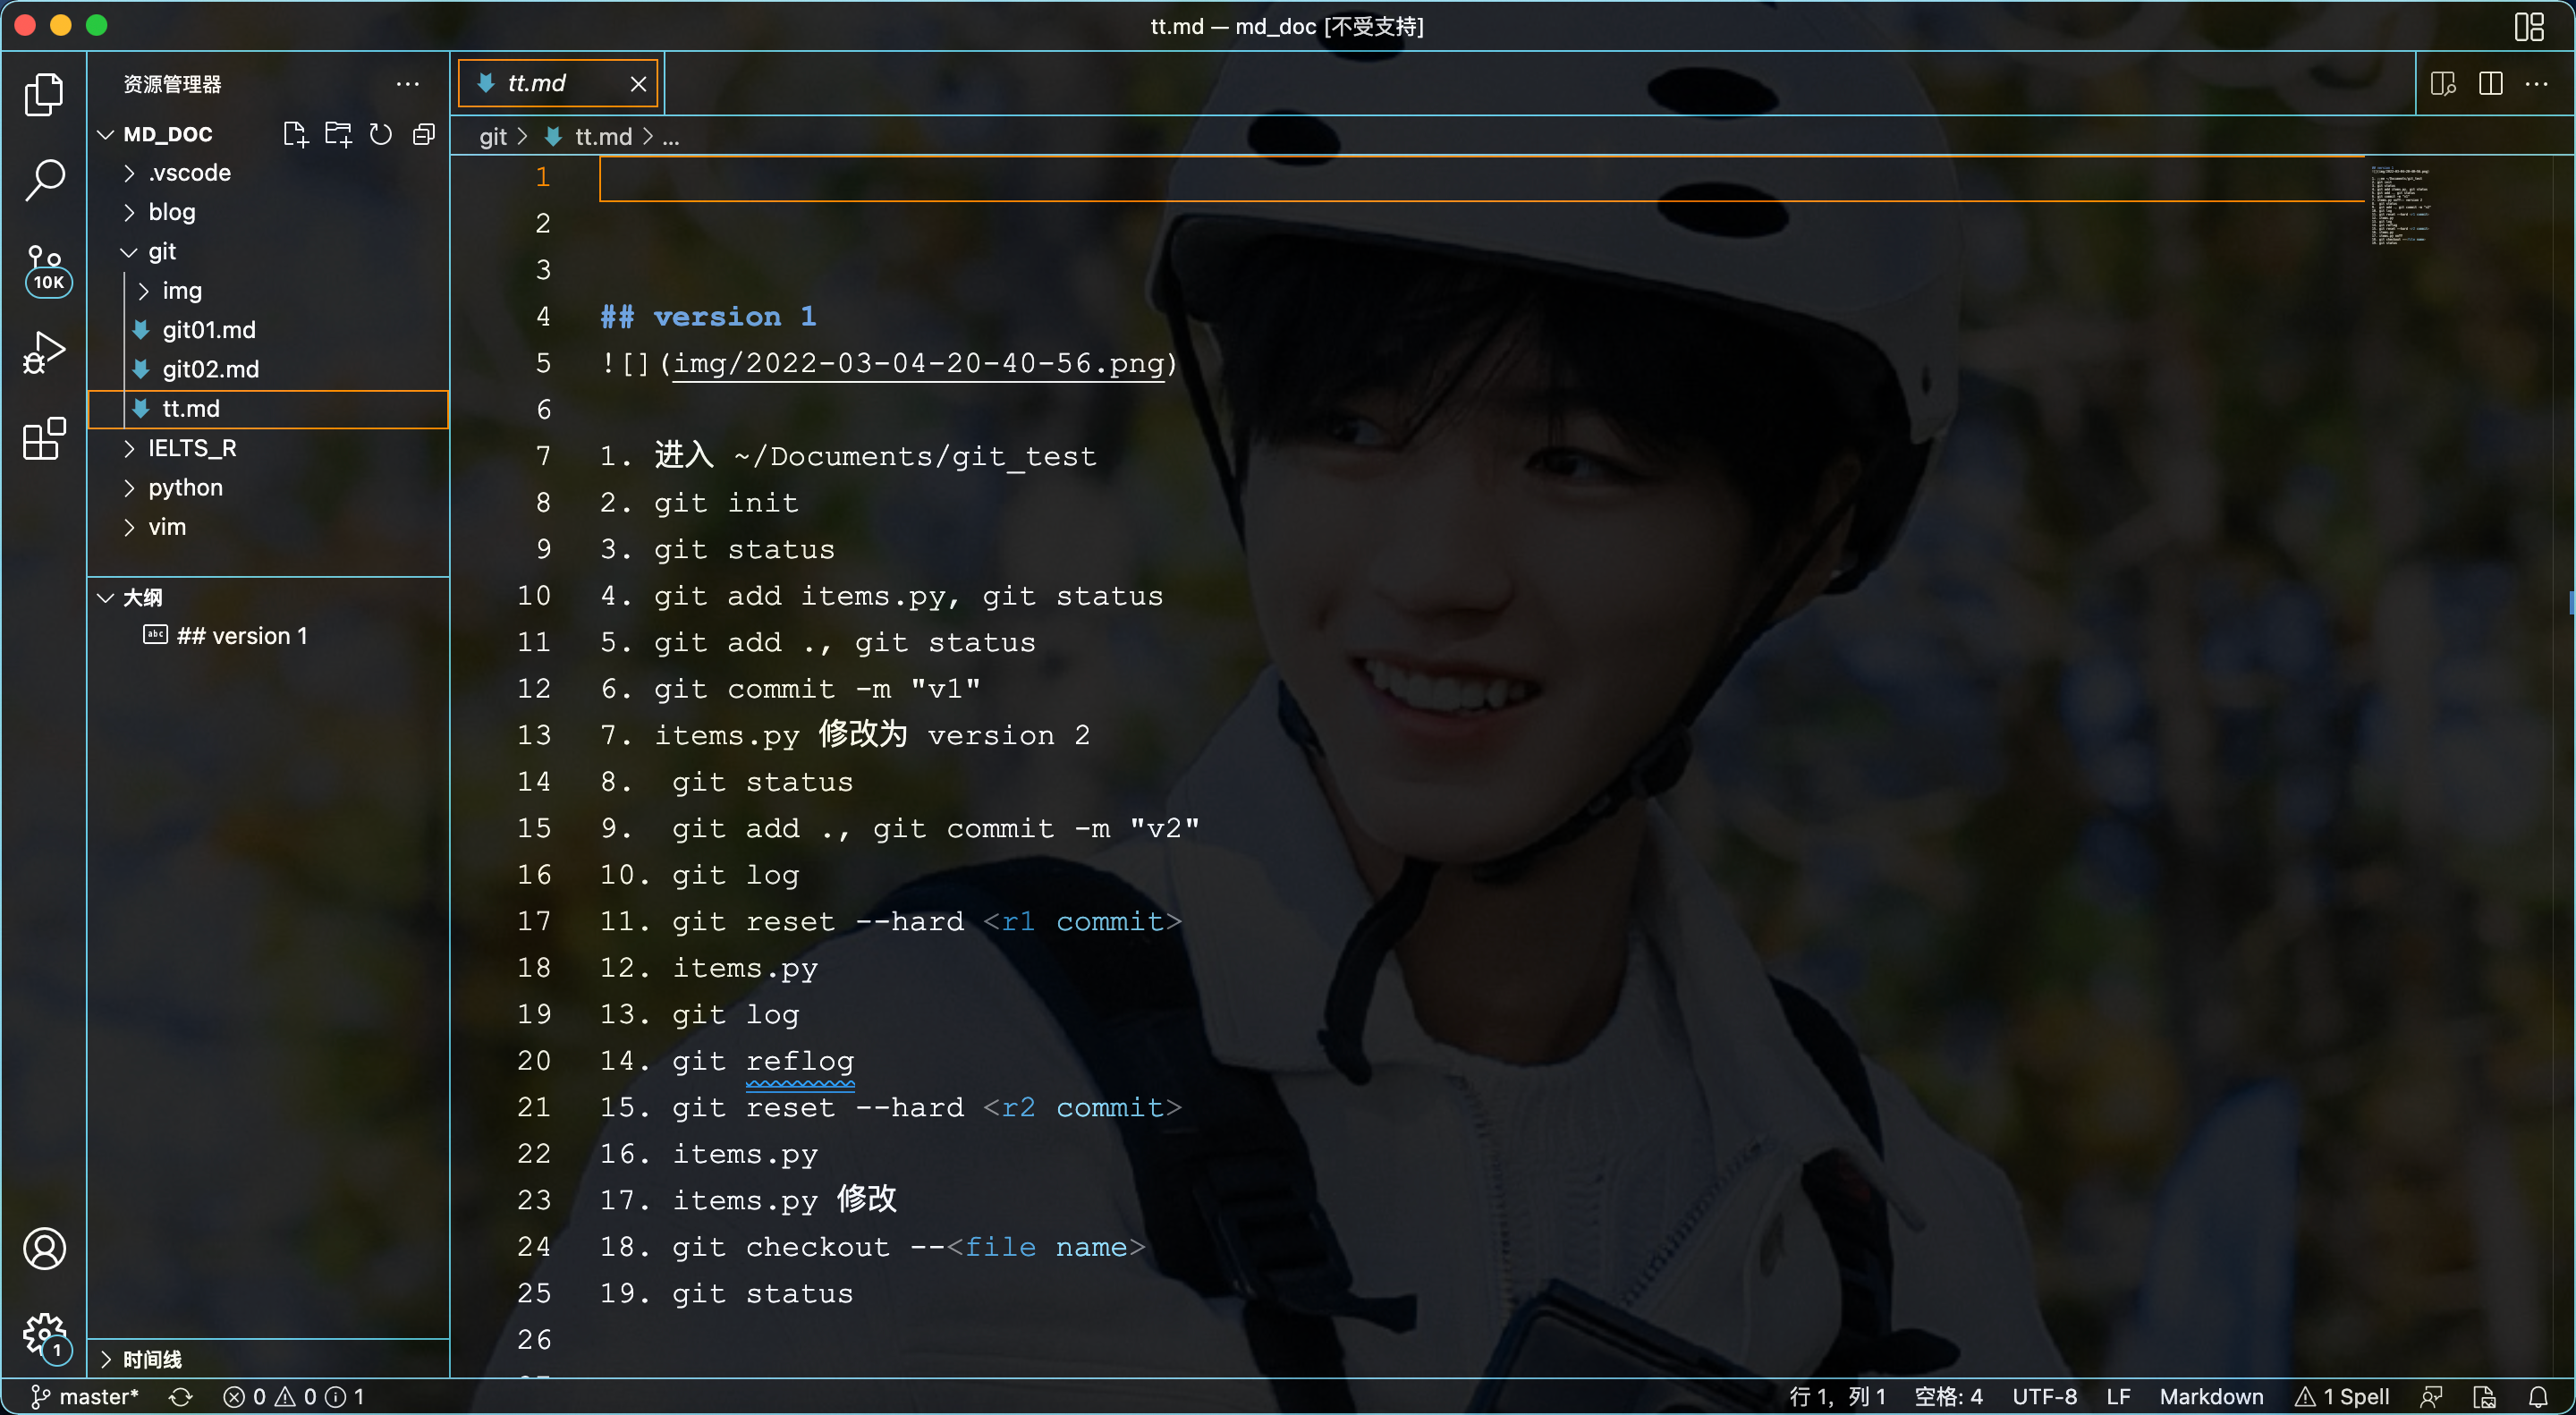 tt.md — md_doc [不受支持]
资源管理器
MD_DOC
.vscode
blog
git
img
git01.md
git02.md
tt.md
IELTS_R
python
vim
大纲
abc ## version 1
时间线
10K
1
tt.md
git > tt.md > ...
1
2
3
4 ## version 1
5 ![](img/2022-03-04-20-40-56.png)
6
7 1. 进入 ~/Documents/git_test
8 2. git init
9 3. git status
10 4. git add items.py, git status
11 5. git add ., git status
12 6. git commit -m "v1"
13 7. items.py 修改为 version 2
14 8.  git status
15 9.  git add ., git commit -m "v2"
16 10. git log
17 11. git reset --hard <r1 commit>
18 12. items.py
19 13. git log
20 14. git reflog
21 15. git reset --hard <r2 commit>
22 16. items.py
23 17. items.py 修改
24 18. git checkout --<file name>
25 19. git status
26
master* 0 0 1 行 1，列 1 空格: 4 UTF-8 LF Markdown 1 Spell